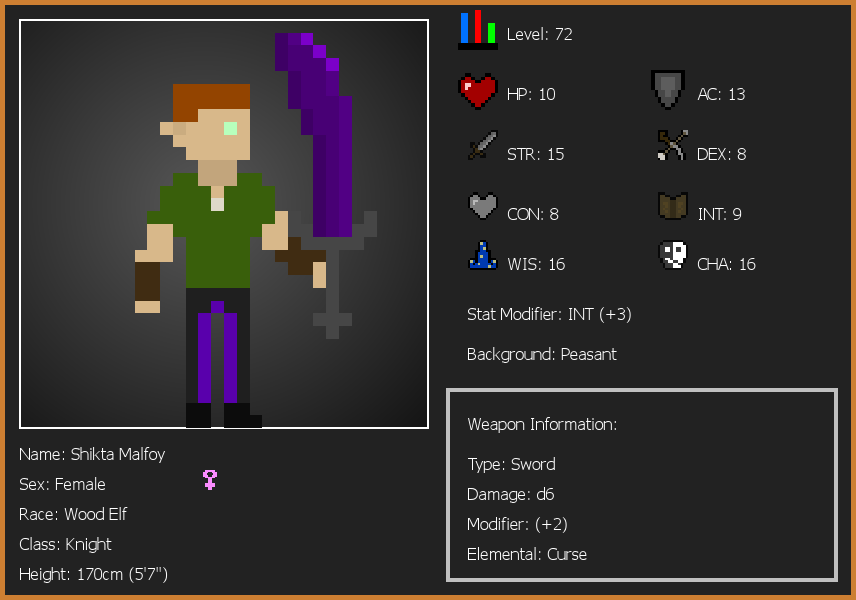 Level: 72
HP: 10
AC: 13
STR: 15
DEX: 8
CON: 8
INT: 9
WIS: 16
CHA: 16
Stat Modifier: INT (+3)
Background: Peasant
Weapon Information:
Type: Sword
Damage: d6
Modifier: (+2)
Elemental: Curse
Name: Shikta Malfoy
Sex: Female
Race: Wood Elf
Class: Knight
Height: 170cm (5'7")